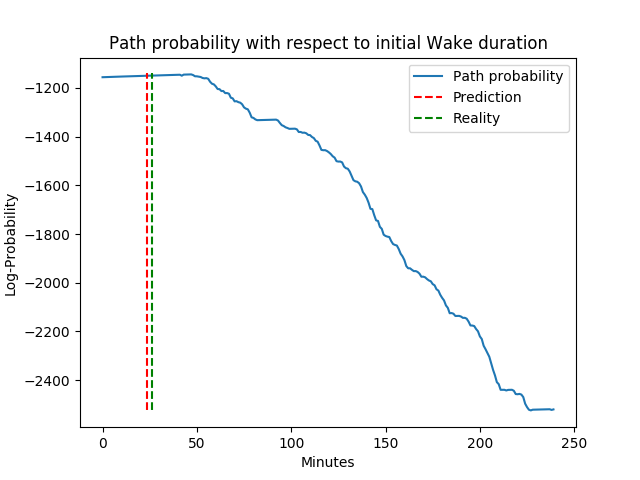 Path probability with respect to initial Wake duration
Path probability
Prediction
Reality
−1200
−1400
−1600
−1800
−2000
−2200
−2400
Log-Probability
0 50 100 150 200 250
Minutes